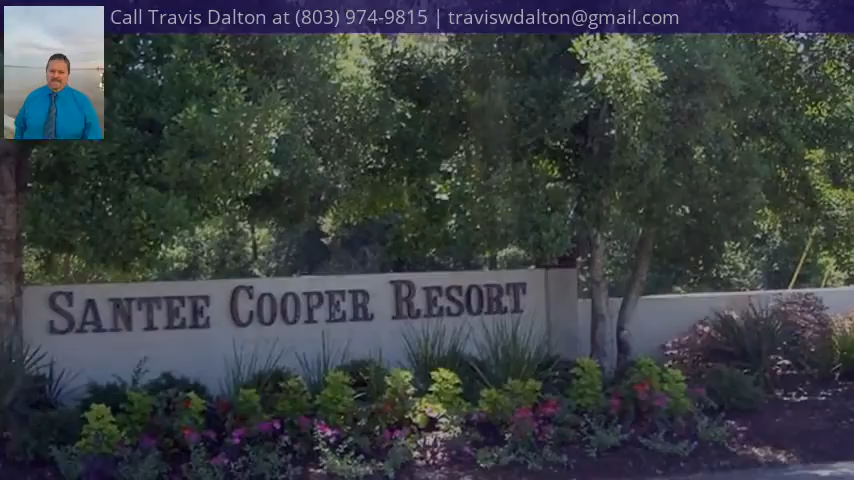 Call Travis Dalton at (803) 974-9815 | traviswdalton@gmail.com
SANTEE COOPER RESORT